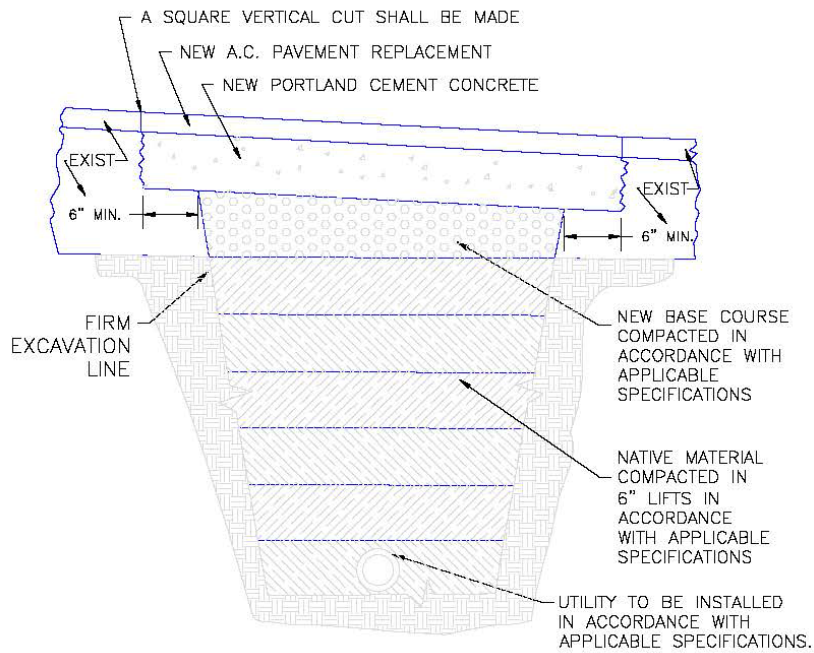 A SQUARE VERTICAL CUT SHALL BE MADE
NEW A.C. PAVEMENT REPLACEMENT
NEW PORTLAND CEMENT CONCRETE
EXIST
EXIST
6" MIN.
6" MIN.
FIRM
EXCAVATION
LINE
NEW BASE COURSE
COMPACTED IN
ACCORDANCE WITH
APPLICABLE
SPECIFICATIONS
NATIVE MATERIAL
COMPACTED IN
6" LIFTS IN
ACCORDANCE
WITH APPLICABLE
SPECIFICATIONS
UTILITY TO BE INSTALLED
IN ACCORDANCE WITH
APPLICABLE SPECIFICATIONS.